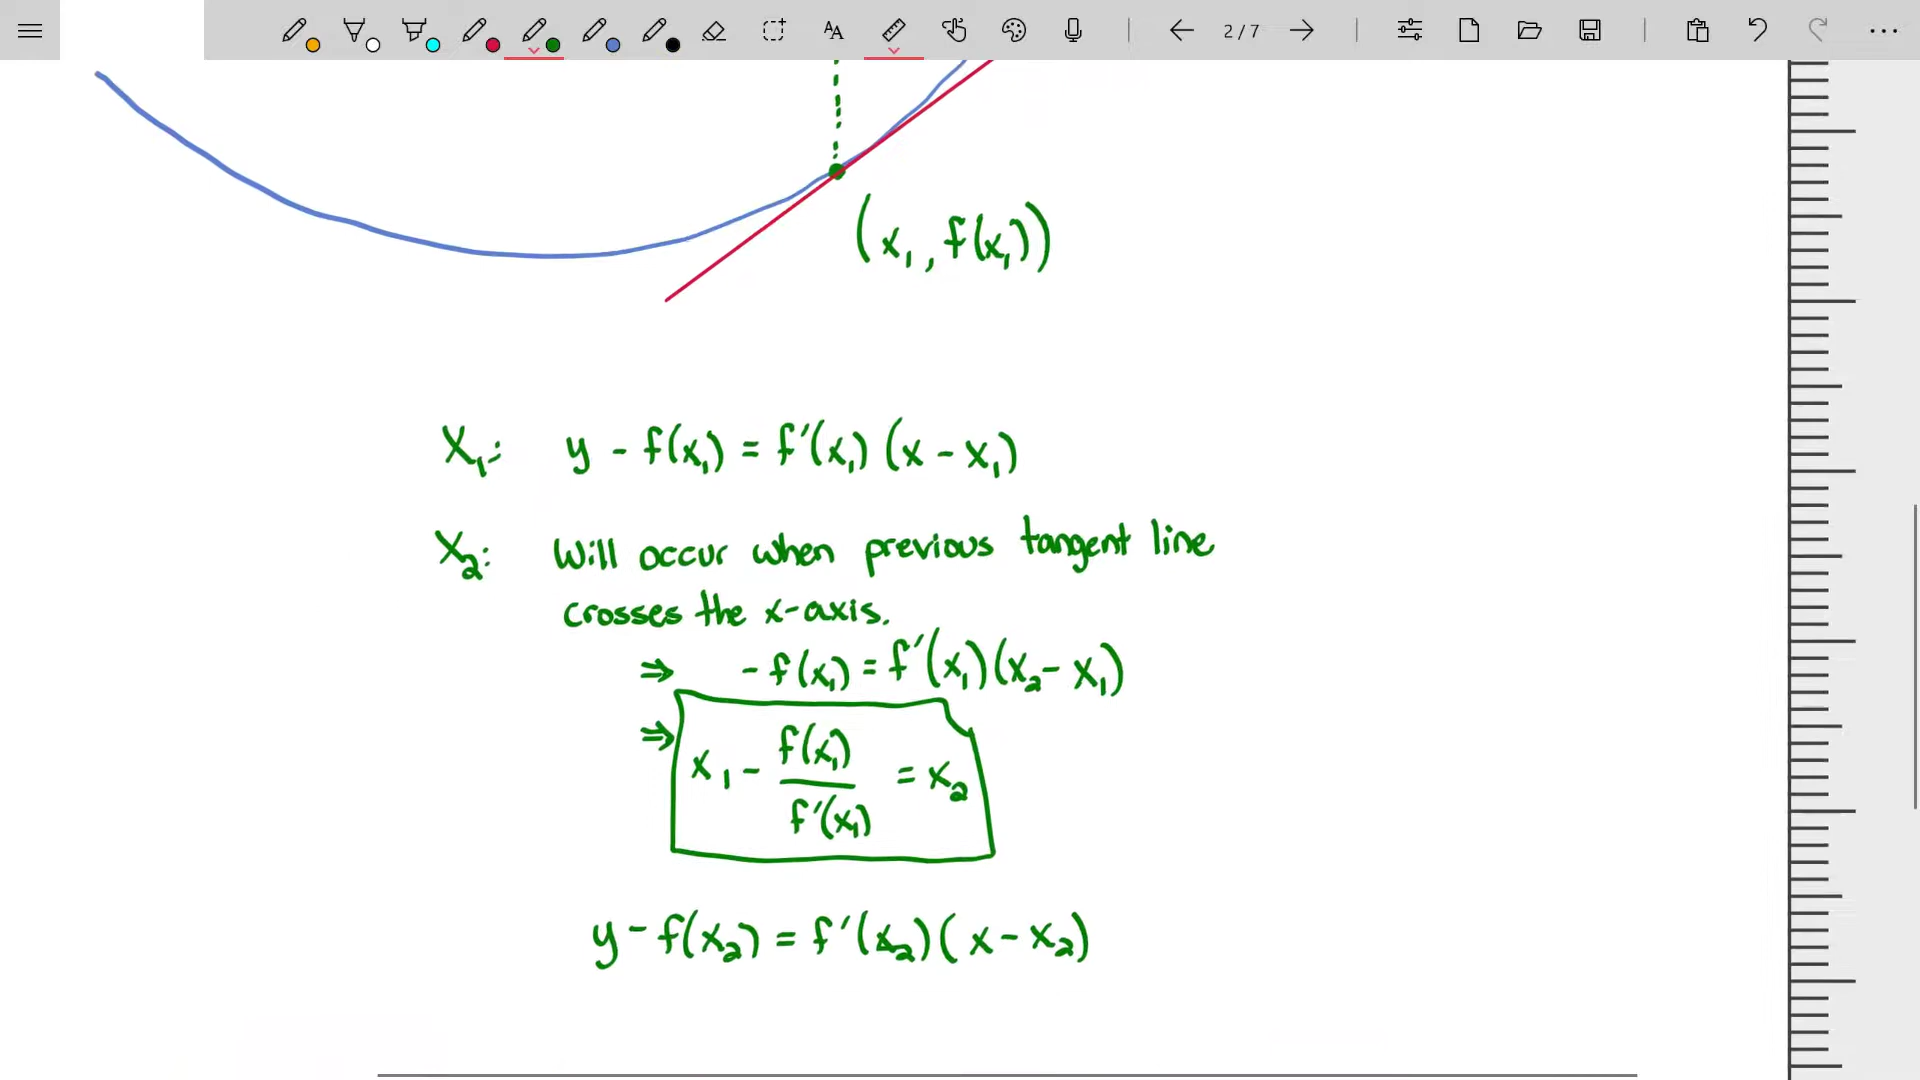 2 / 7
(x₁, f(x₁))
x₁: y - f(x₁) = f'(x₁) (x - x₁)
x₂: Will occur when previous tangent line
crosses the x-axis.
⇒ - f(x₁) = f'(x₁)(x₂ - x₁)
⇒ x₁ - f(x₁)/f'(x₁) = x₂
y - f(x₂) = f'(x₂)(x - x₂)